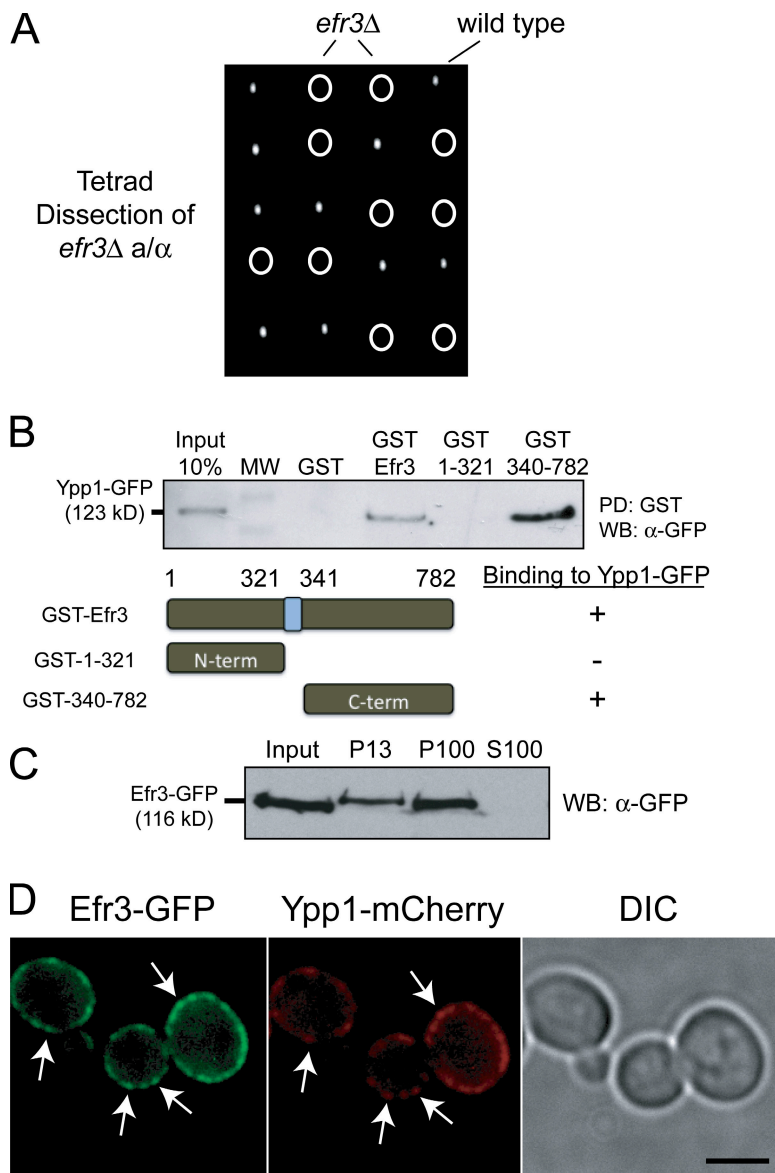 A
efr3Δ wild type
Tetrad
Dissection of
efr3Δ a/α
B
Input
10% MW GST GST
Efr3 GST
1-321 GST
340-782
Ypp1-GFP
(123 kD)
PD: GST
WB: α-GFP
1 321 341 782 Binding to Ypp1-GFP
GST-Efr3 +
GST-1-321 N-term -
GST-340-782 C-term +
C
Input P13 P100 S100
Efr3-GFP
(116 kD)
WB: α-GFP
D
Efr3-GFP Ypp1-mCherry DIC